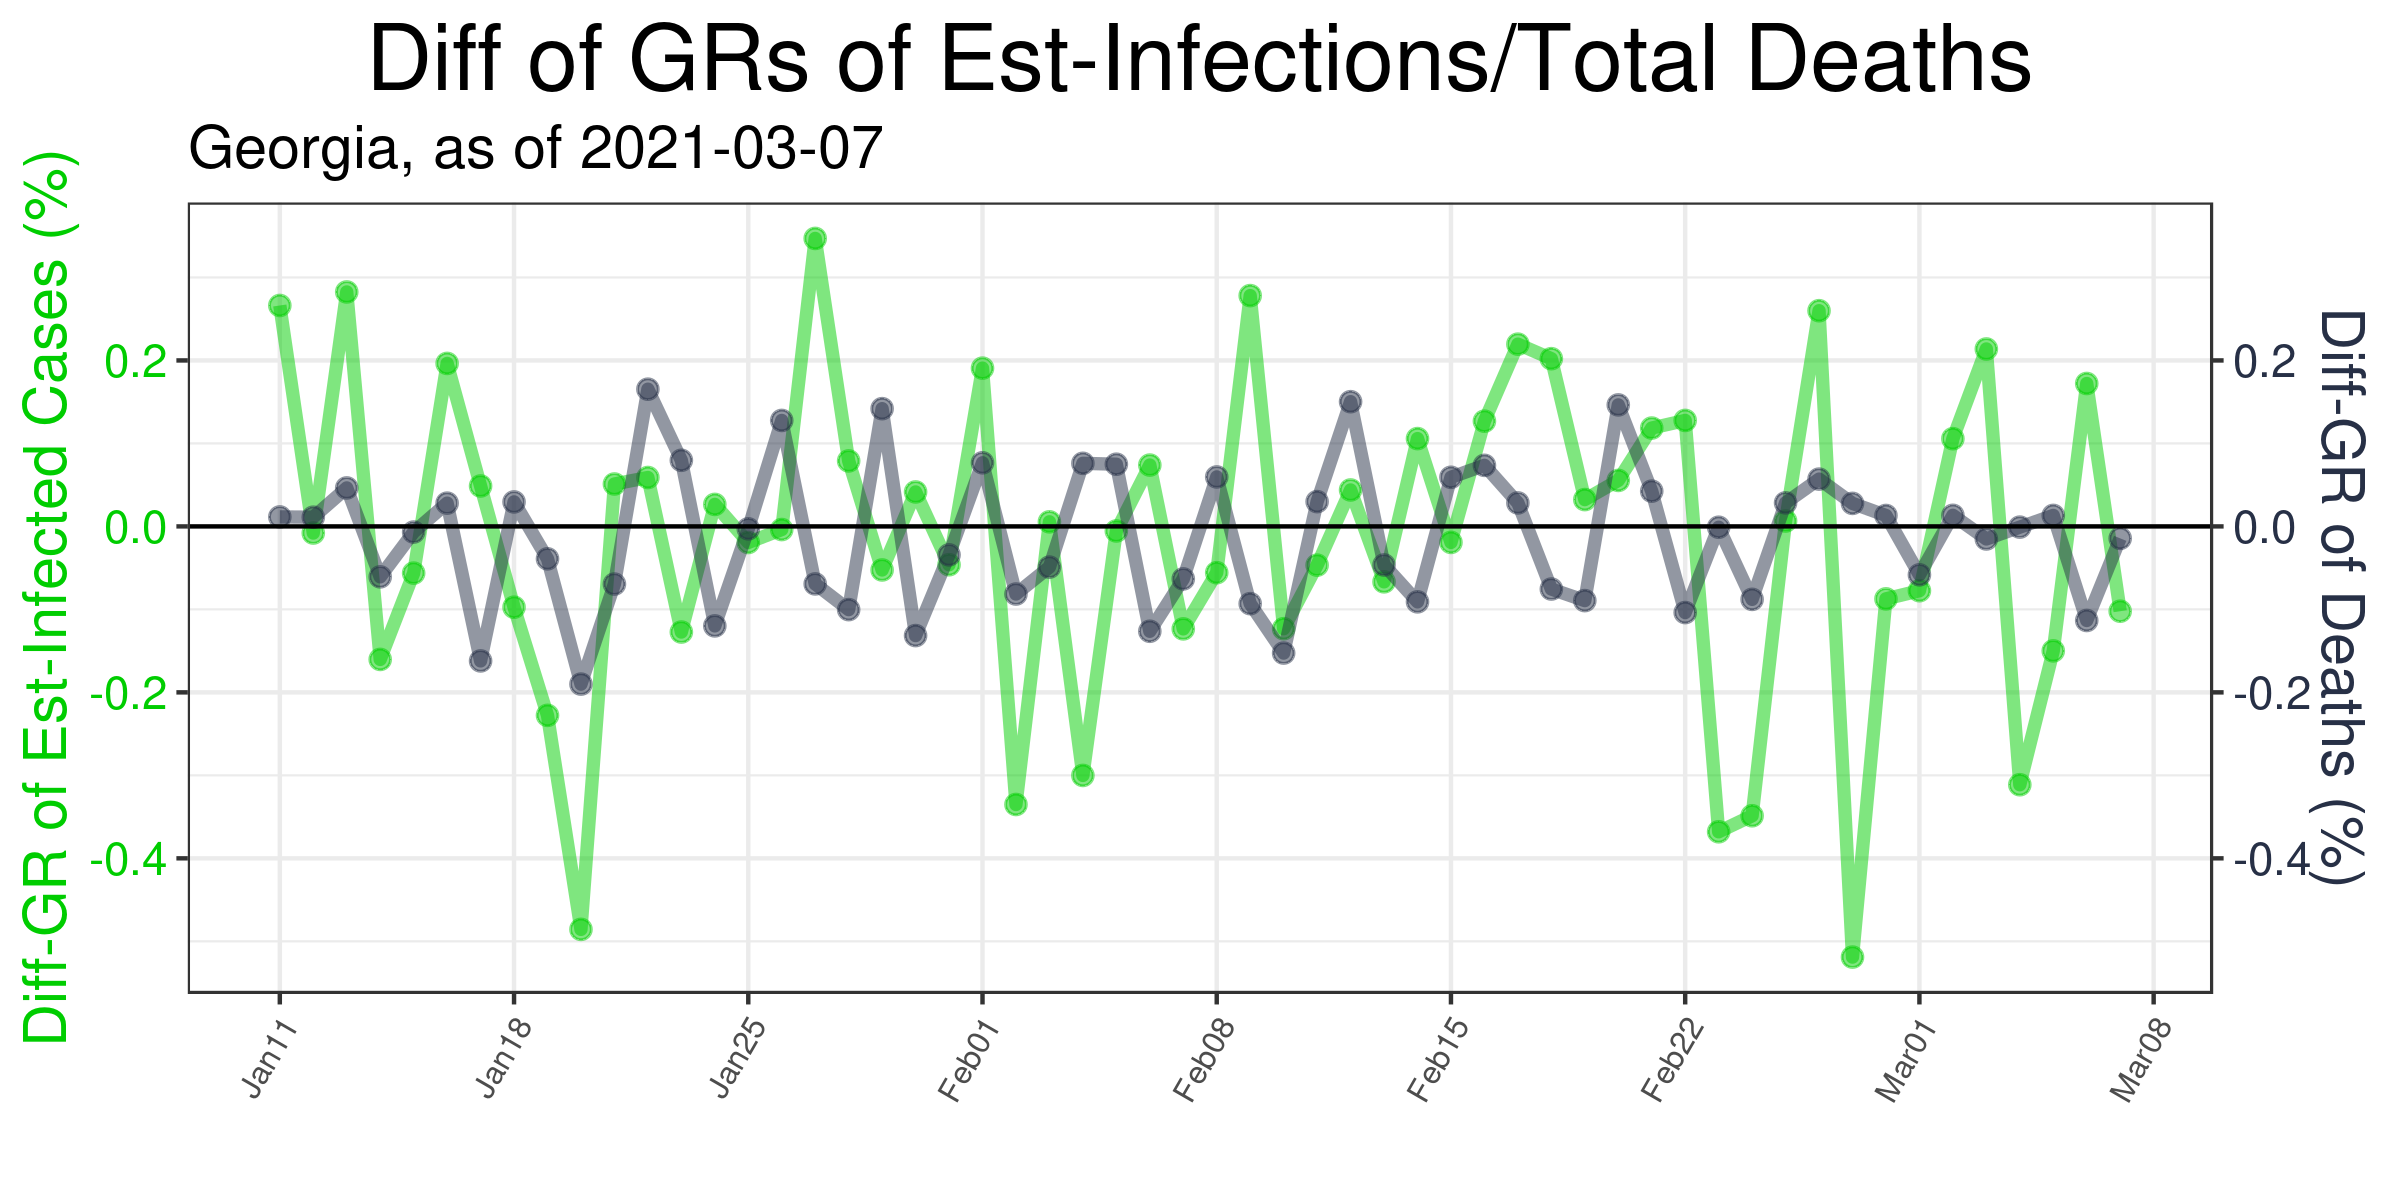 Diff of GRs of Est-Infections/Total Deaths
Georgia, as of 2021-03-07
Diff-GR of Est-Infected Cases (%)
0.2
0.0
-0.2
-0.4
0.2
0.0
-0.2
-0.4
Diff-GR of Deaths (%)
Jan11
Jan18
Jan25
Feb01
Feb08
Feb15
Feb22
Mar01
Mar08